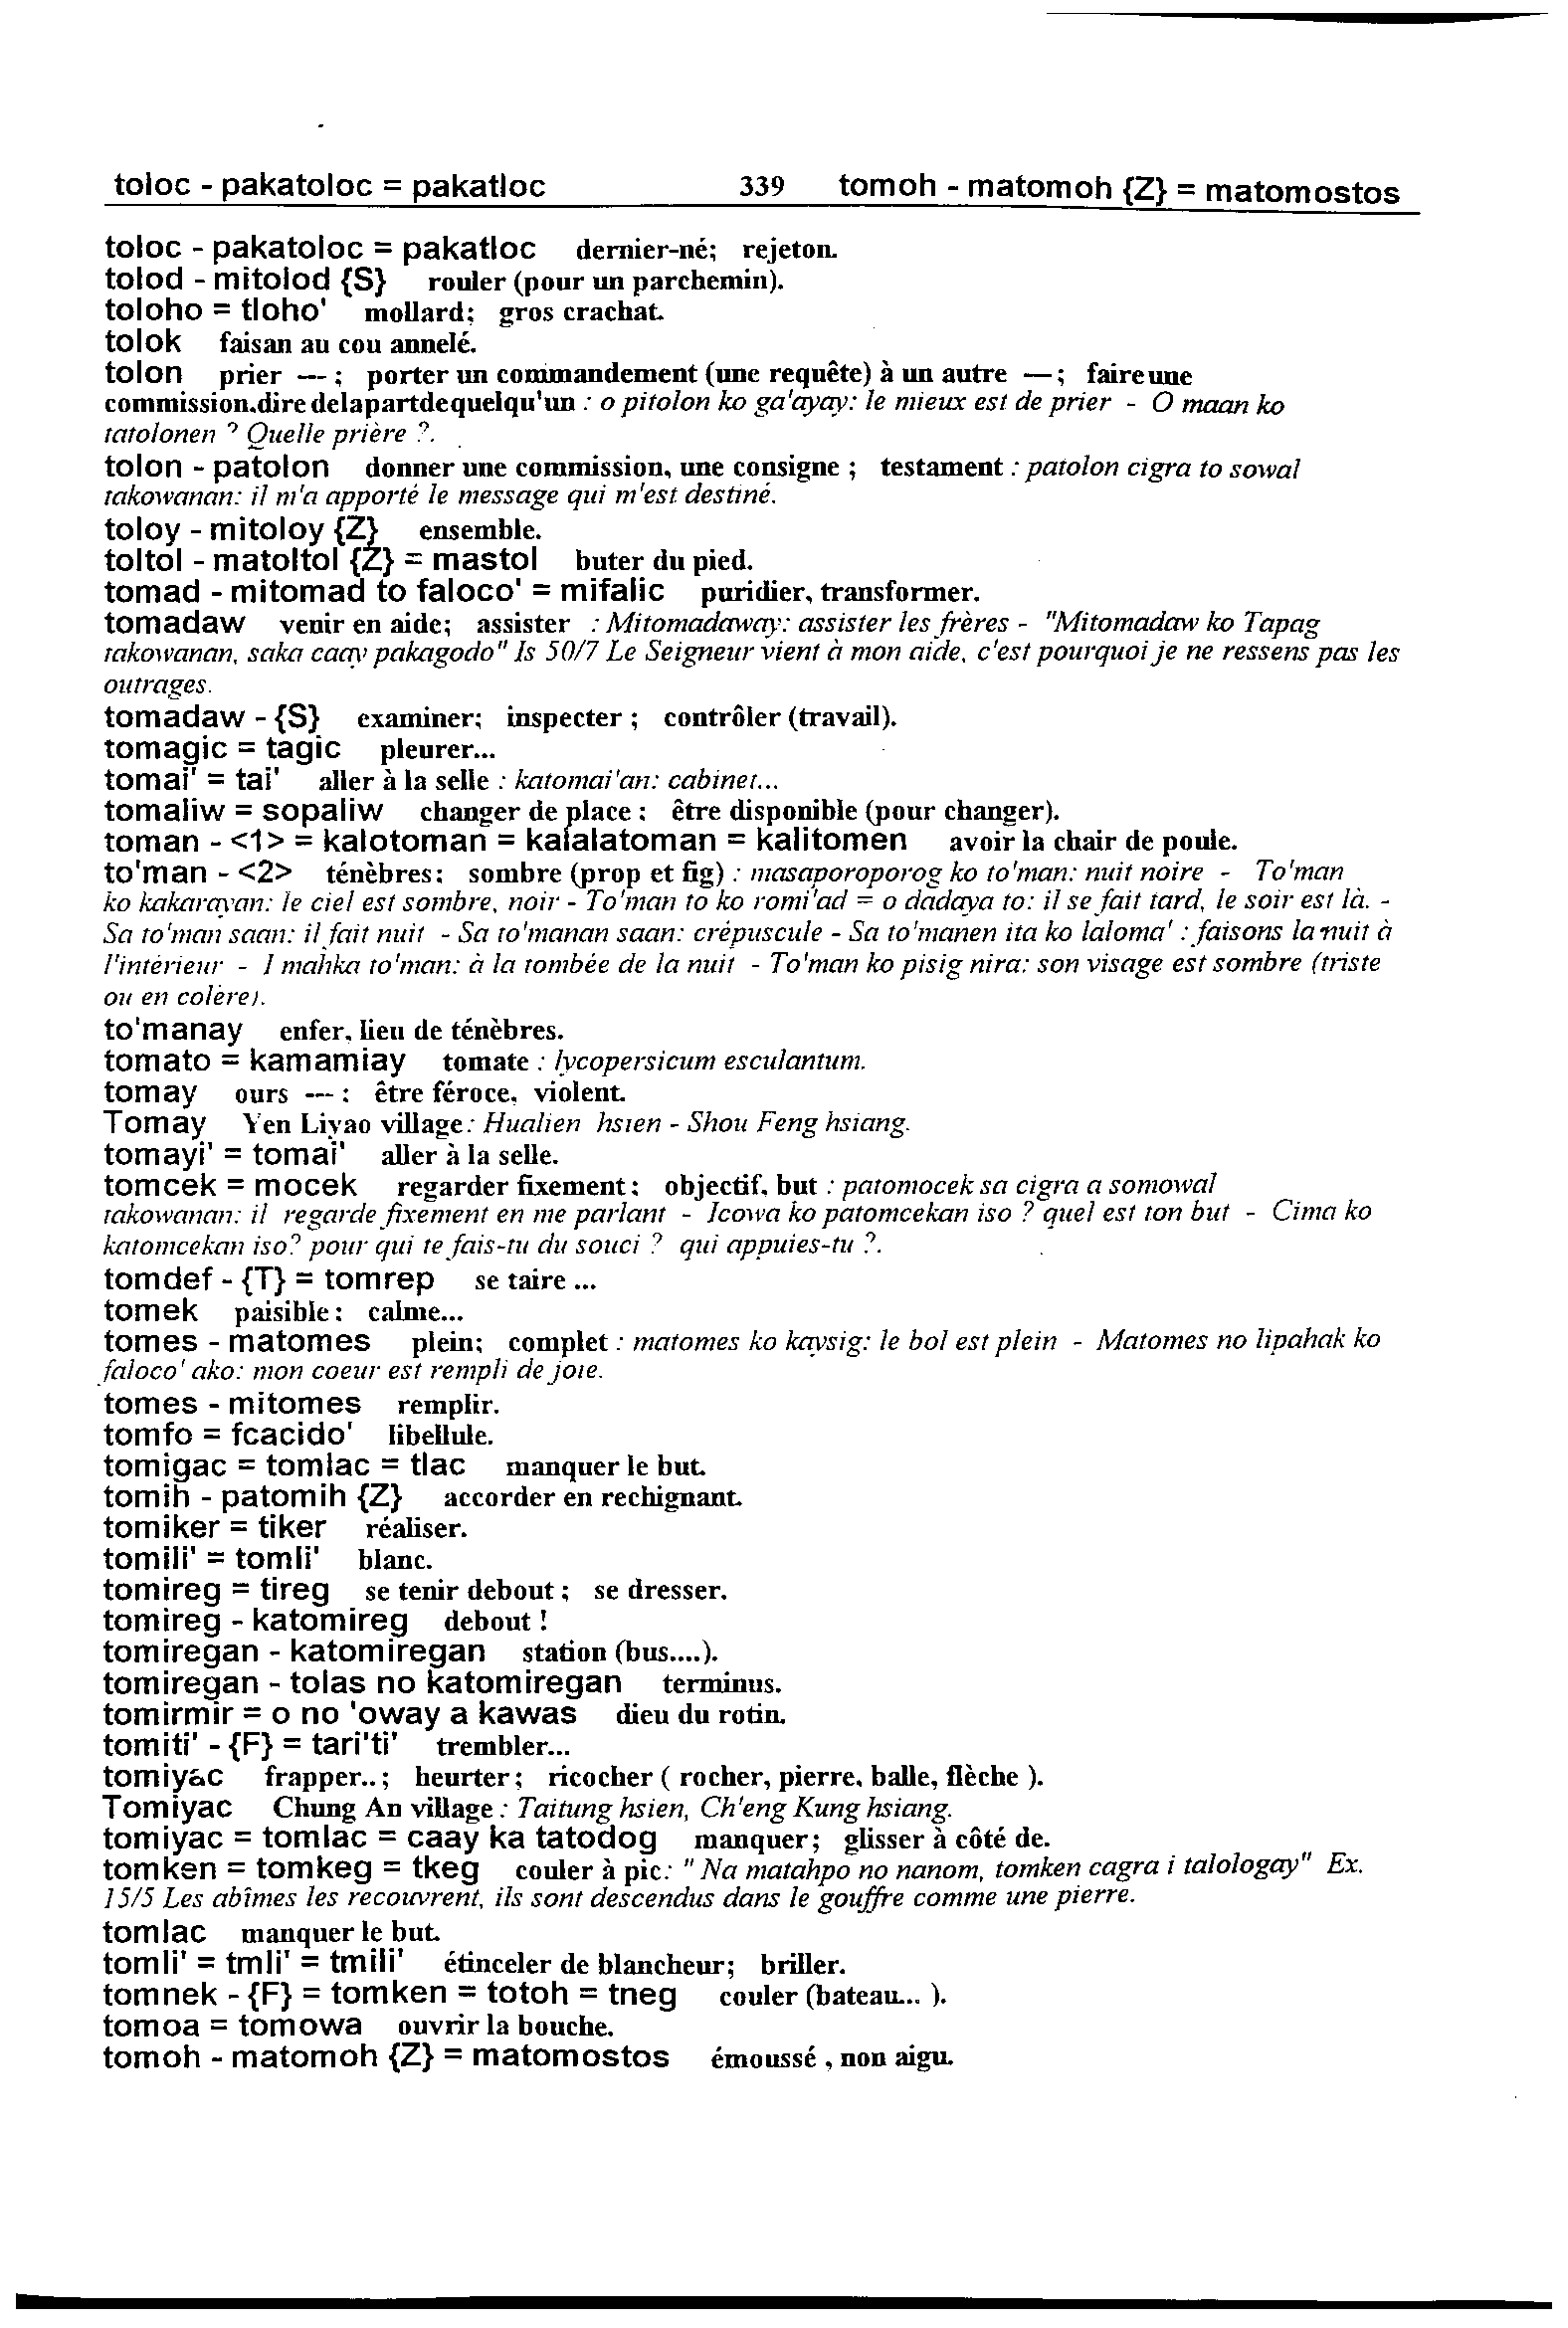 toloc - pakatoloc = pakatloc 339 tomoh - matomoh {Z} = matomostos
toloc - pakatoloc = pakatloc dernier-né; rejeton.
tolod - mitolod {S} rouler (pour un parchemin).
toloho = tloho' mollard; gros crachat.
tolok faisan au cou annelé.
tolon prier --- ; porter un commandement (une requête) à un autre ---; faireune
commission.dire delapartdequelqu'un : o pitolon ko ga'ayay: le mieux est de prier - O maan ko
tatolonen ? Quelle prière ?.
tolon - patolon donner une commission, une consigne ; testament : patolon cigra to sowal
takowanan: il m'a apporté le message qui m'est destiné.
toloy - mitoloy {Z} ensemble.
toltol - matoltol {Z} = mastol buter du pied.
tomad - mitomad to faloco' = mifalic puridier, transformer.
tomadaw venir en aide; assister : Mitomadaway: assister les frères - "Mitomadaw ko Tapag
takowanan, saka caay pakagodo" Is 50/7 Le Seigneur vient à mon aide, c'est pourquoi je ne ressens pas les
outrages.
tomadaw - {S} examiner; inspecter ; contrôler (travail).
tomagic = tagic pleurer...
tomai' = tai' aller à la selle : katomai'an: cabinet...
tomaliw = sopaliw changer de place ; être disponible (pour changer).
toman - <1> = kalotoman = kalalatoman = kalitomen avoir la chair de poule.
to'man - <2> ténèbres; sombre (prop et fig) : masaporoporog ko to'man: nuit noire - To'man
ko kakarayan: le ciel est sombre, noir - To'man to ko romi'ad = o dadaya to: il se fait tard, le soir est là. -
Sa to'man saan: il fait nuit - Sa to'manan saan: crépuscule - Sa to'manen ita ko laloma' : faisons la nuit à
l'intérieur - I mahka to'man: à la tombée de la nuit - To'man ko pisig nira: son visage est sombre (triste
ou en colère).
to'manay enfer, lieu de ténèbres.
tomato = kamamiay tomate : lycopersicum esculantum.
tomay ours --- : être féroce, violent.
Tomay Yen Liyao village : Hualien hsien - Shou Feng hsiang.
tomayi' = tomai' aller à la selle.
tomcek = mocek regarder fixement ; objectif, but : patomocek sa cigra a somowal
takowanan: il regarde fixement en me parlant - Icowa ko patomcekan iso ? quel est ton but - Cima ko
katomcekan iso? pour qui te fais-tu du souci ? qui appuies-tu ?.
tomdef - {T} = tomrep se taire ...
tomek paisible ; calme...
tomes - matomes plein; complet : matomes ko kaysig: le bol est plein - Matomes no lipahak ko
faloco' ako: mon coeur est rempli de joie.
tomes - mitomes remplir.
tomfo = fcacido' libellule.
tomigac = tomlac = tlac manquer le but.
tomih - patomih {Z} accorder en rechignant.
tomiker = tiker réaliser.
tomili' = tomli' blanc.
tomireg = tireg se tenir debout ; se dresser.
tomireg - katomireg debout !
tomiregan - katomiregan station (bus....).
tomiregan - tolas no katomiregan terminus.
tomirmir = o no 'oway a kawas dieu du rotin.
tomiti' - {F} = tari'ti' trembler...
tomiyac frapper.. ; heurter ; ricocher ( rocher, pierre, balle, flèche ).
Tomiyac Chung An village : Taitung hsien, Ch'eng Kung hsiang.
tomiyac = tomlac = caay ka tatodog manquer; glisser à côté de.
tomken = tomkeg = tkeg couler à pic : "Na matahpo no nanom, tomken cagra i talologay" Ex.
15/5 Les abîmes les recouvrent, ils sont descendus dans le gouffre comme une pierre.
tomlac manquer le but.
tomli' = tmli' = tmili' étinceler de blancheur; briller.
tomnek - {F} = tomken = totoh = tneg couler (bateau... ).
tomoa = tomowa ouvrir la bouche.
tomoh - matomoh {Z} = matomostos émoussé , non aigu.